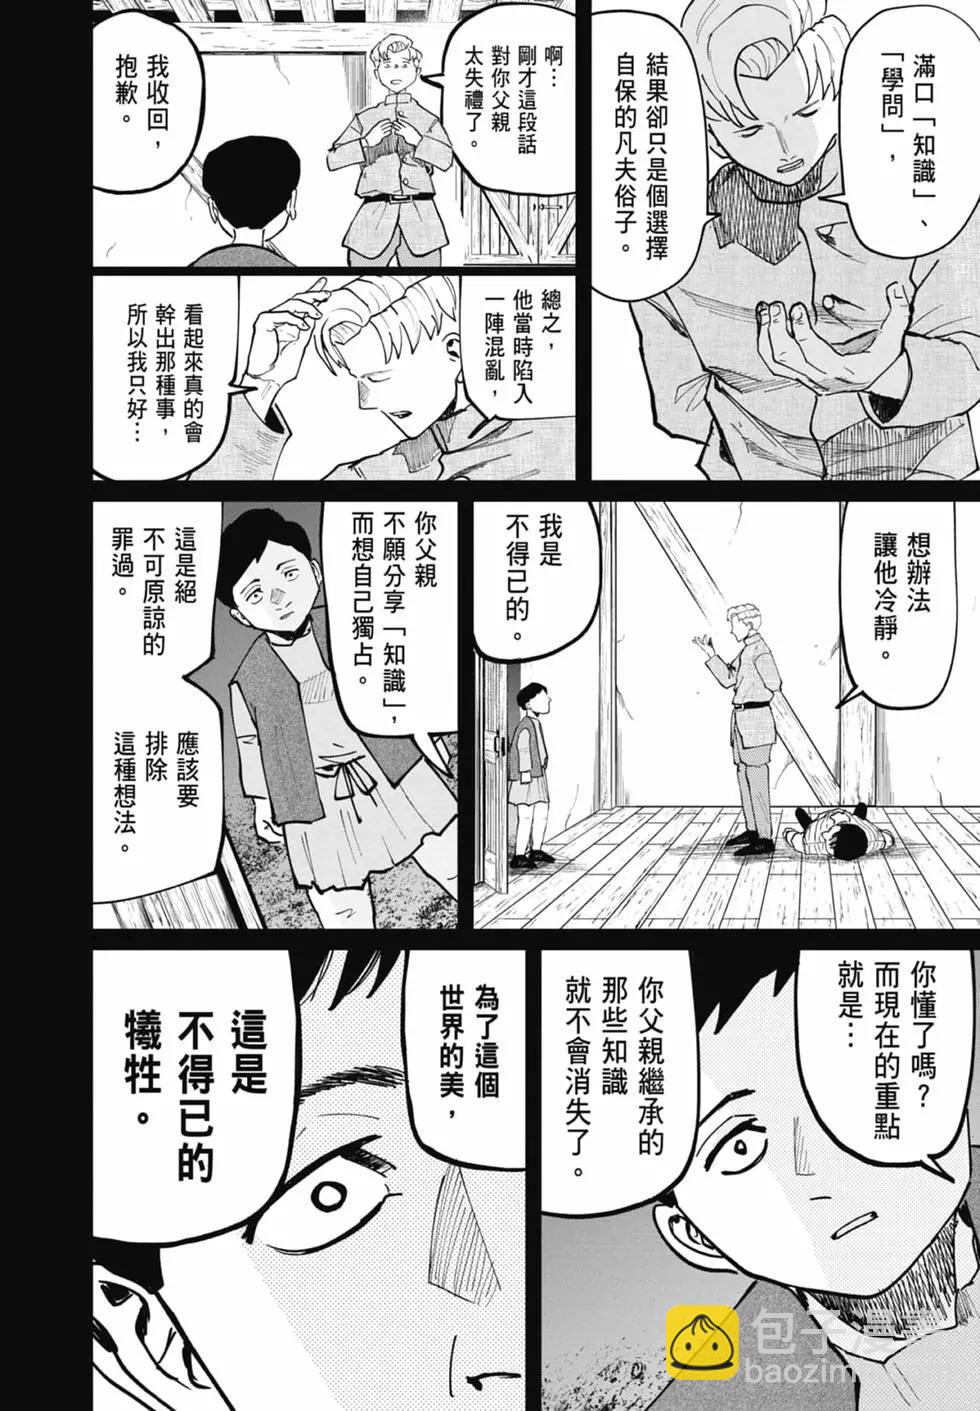 滿口「知識」、
「學問」，
結果卻只是個選擇
自保的凡夫俗子。
啊…
剛才這段話
對你父親
太失禮了。
我收回，
抱歉。
總之，
他當時陷入
一陣混亂，
看起來真的會
幹出那種事，
所以我只好…
想辦法
讓他冷靜。
我是
不得已的。
你父親
不願分享「知識」，
而想自己獨占。
這是絕
不可原諒的
罪過。
應該要
排除
這種想法。
你懂了嗎？
而現在的重點
就是…
你父親繼承的
那些知識
就不會消失了。
為了這個
世界的美，
這是
不得已的
犧牲。
包子漫畫
baozim